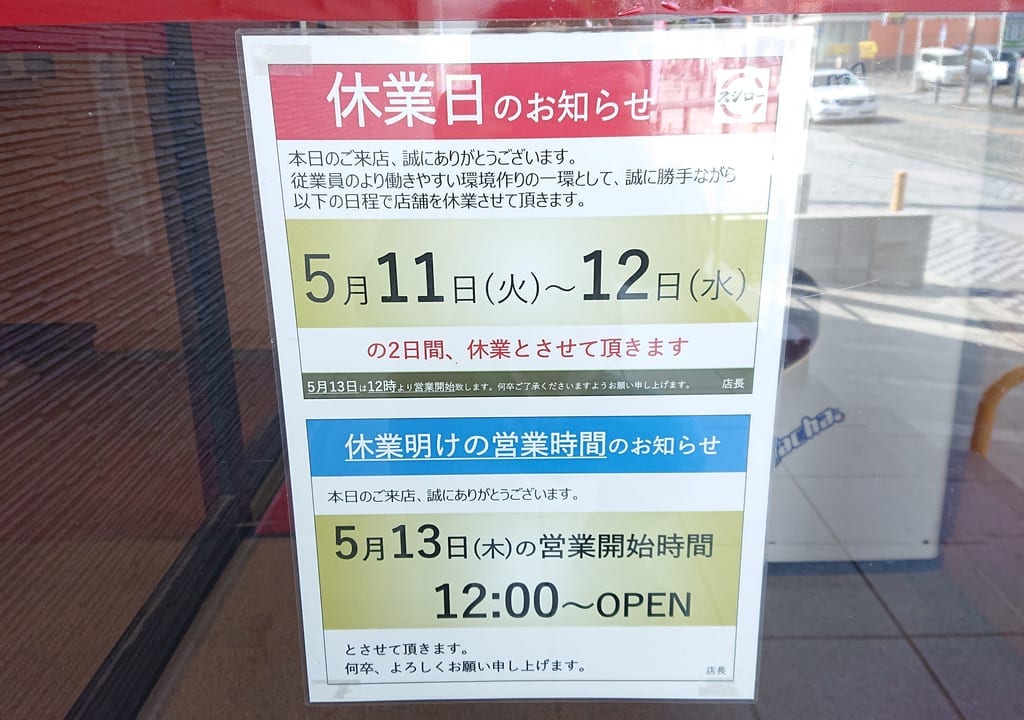 休業日のお知らせ
スシロー
本日のご来店、誠にありがとうございます。
従業員のより働きやすい環境作りの一環として、誠に勝手ながら
以下の日程で店舗を休業させて頂きます。
5月11日(火)～12日(水)
の2日間、休業とさせて頂きます
5月13日は12時より営業開始致します。何卒ご了承くださいますようお願い申し上げます。 店長
休業明けの営業時間のお知らせ
本日のご来店、誠にありがとうございます。
5月13日(木)の営業開始時間
12:00～OPEN
とさせて頂きます。
何卒、よろしくお願い申し上げます。
店長